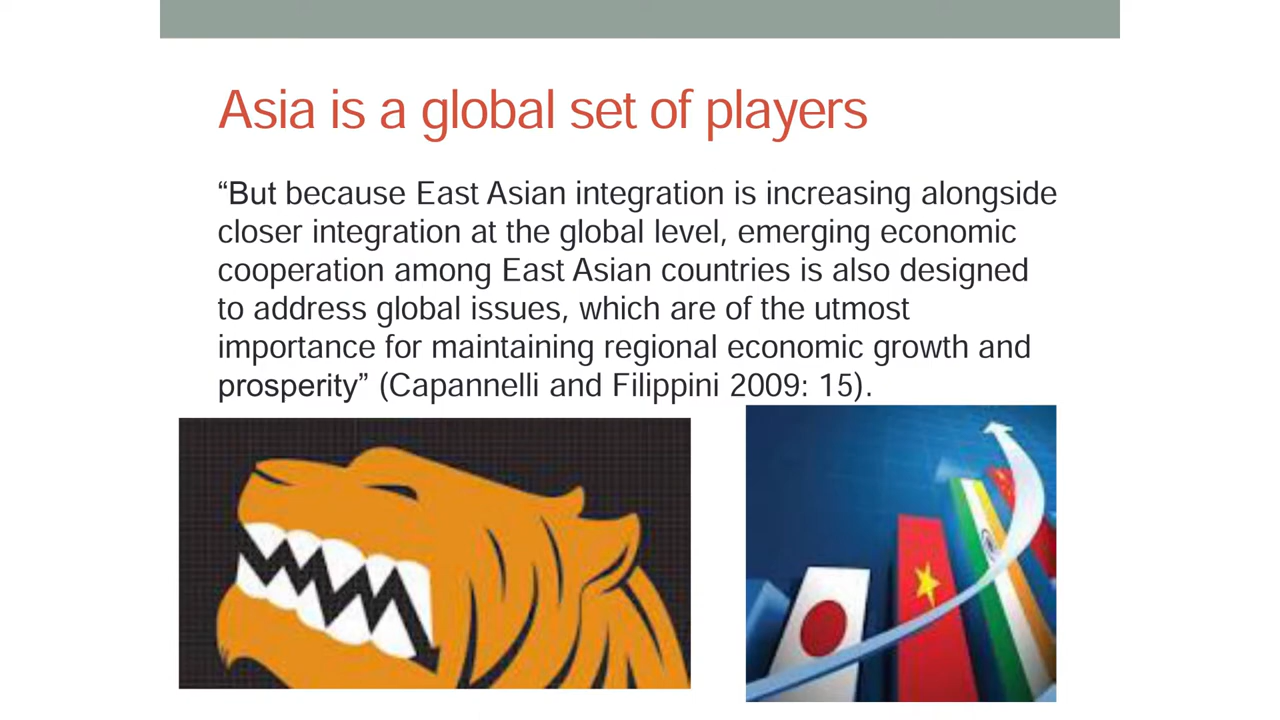 Asia is a global set of players
“But because East Asian integration is increasing alongside
closer integration at the global level, emerging economic
cooperation among East Asian countries is also designed
to address global issues, which are of the utmost
importance for maintaining regional economic growth and
prosperity” (Capannelli and Filippini 2009: 15).